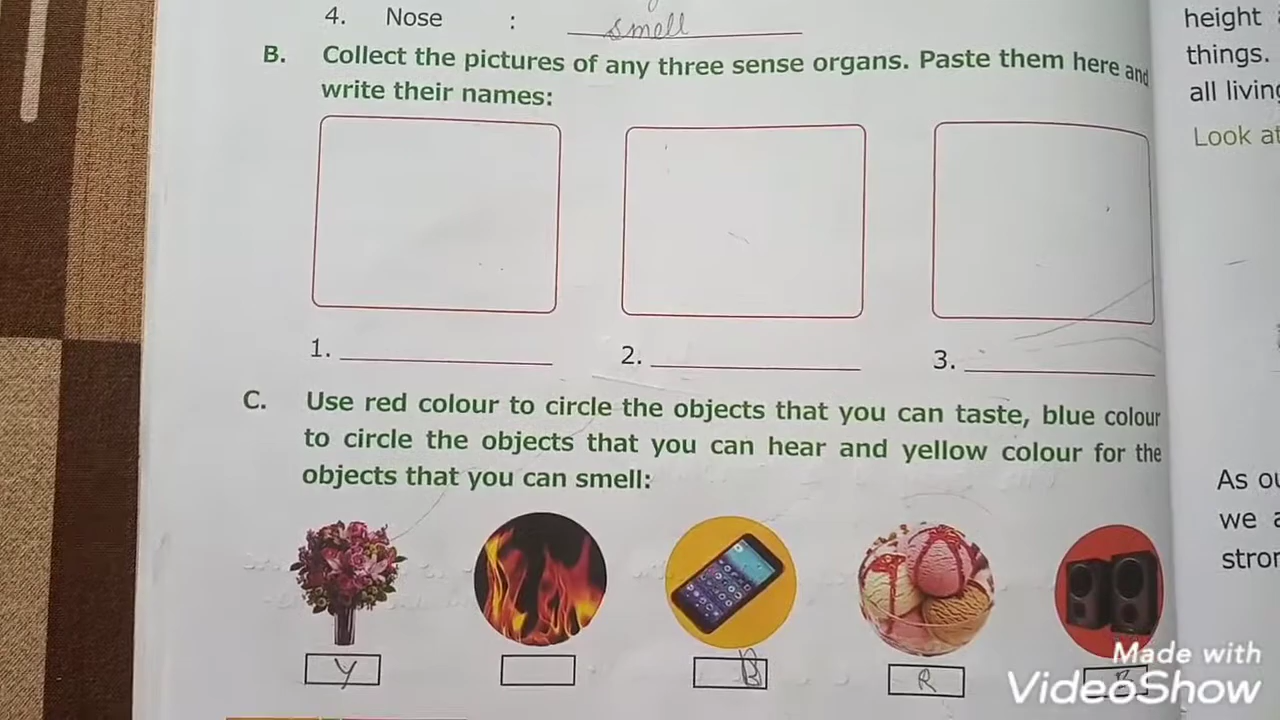 4. Nose : smell
B. Collect the pictures of any three sense organs. Paste them here and
write their names:
1. 2. 3.
C. Use red colour to circle the objects that you can taste, blue colour
to circle the objects that you can hear and yellow colour for the
objects that you can smell:
Y B R B
height
things.
all living
Look at
As ou
we a
stron
Made with
VideoShow